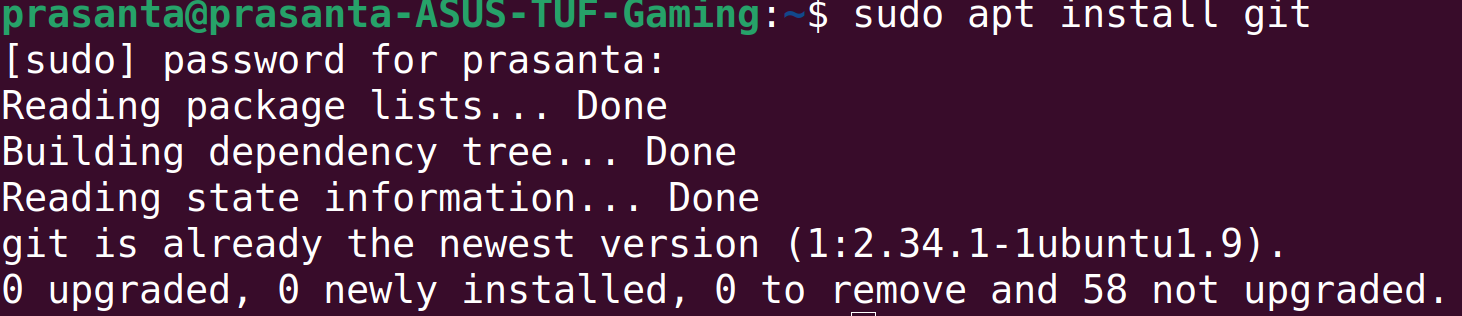 prasanta@prasanta-ASUS-TUF-Gaming:~$ sudo apt install git
[sudo] password for prasanta:
Reading package lists... Done
Building dependency tree... Done
Reading state information... Done
git is already the newest version (1:2.34.1-1ubuntu1.9).
0 upgraded, 0 newly installed, 0 to remove and 58 not upgraded.